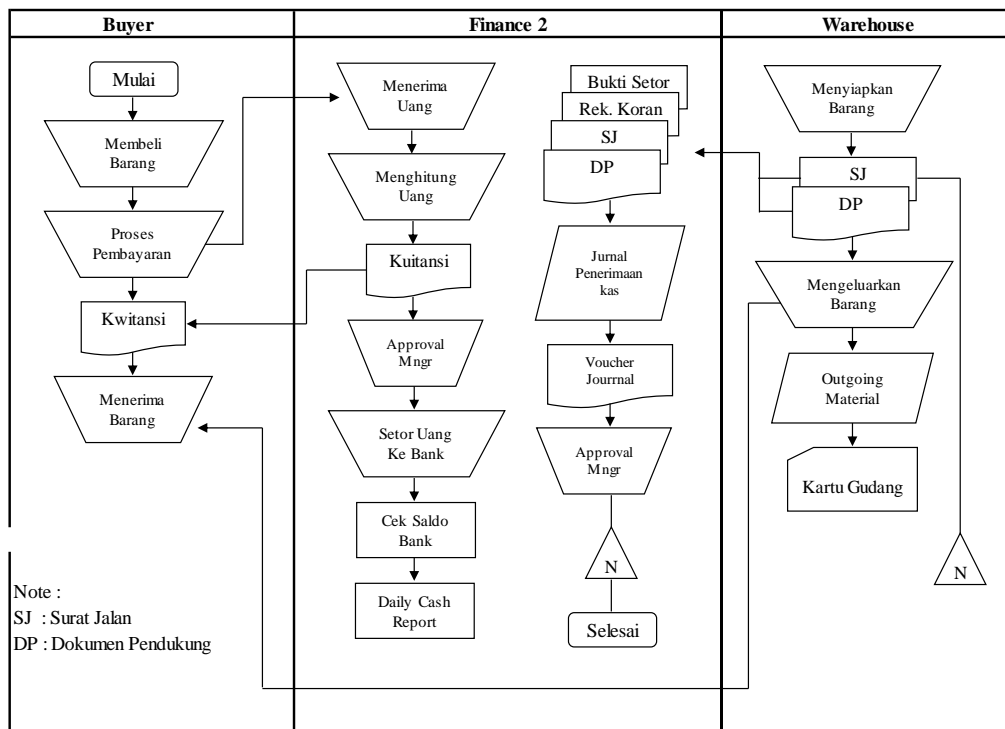 Buyer
Finance 2
Warehouse
Mulai
Membeli
Barang
Proses
Pembayaran
Kwitansi
Menerima
Barang
Note :
SJ : Surat Jalan
DP : Dokumen Pendukung
Menerima
Uang
Menghitung
Uang
Kuitansi
Approval
Mngr
Setor Uang
Ke Bank
Cek Saldo
Bank
Daily Cash
Report
Bukti Setor
Rek. Koran
SJ
DP
Jurnal
Penerimaan
kas
Voucher
Jourrnal
Approval
Mngr
N
Selesai
Menyiapkan
Barang
SJ
DP
Mengeluarkan
Barang
Outgoing
Material
Kartu Gudang
N